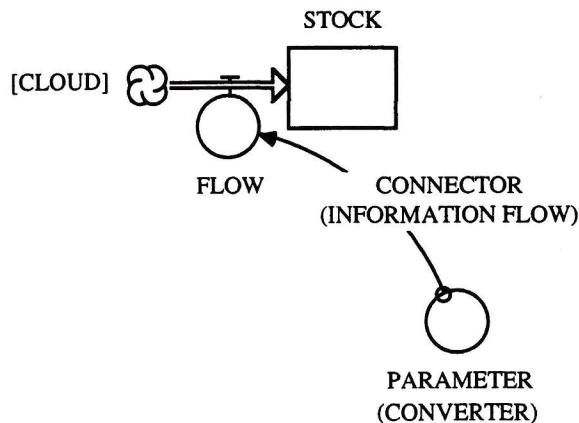 STOCK
[CLOUD]
FLOW
CONNECTOR
(INFORMATION FLOW)
PARAMETER
(CONVERTER)